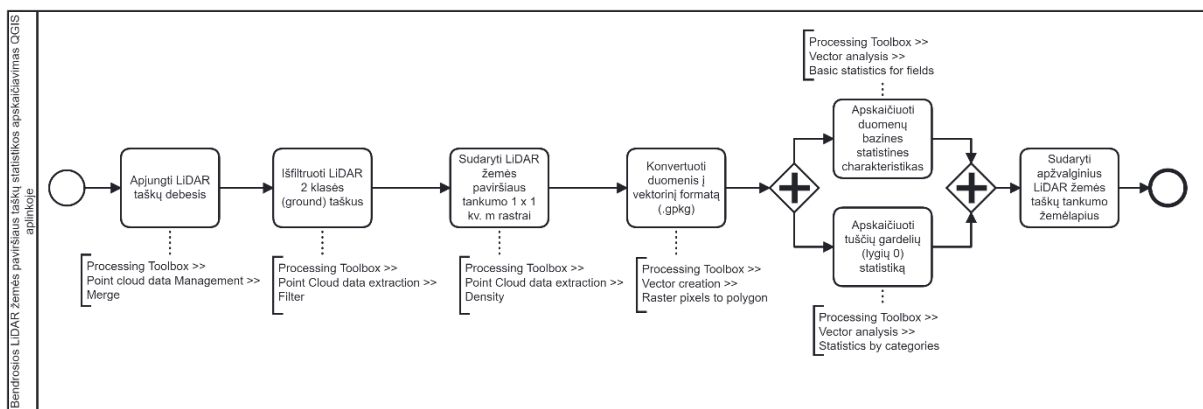 Bendrosios LiDAR žemės paviršiaus taškų statistikos apskaičiavimas QGIS
aplinkoje
Apjungti LiDAR
taškų debesis
Processing Toolbox >>
Point cloud data Management >>
Merge
Išfiltruoti LiDAR
2 klasės
(ground) taškus
Processing Toolbox >>
Point Cloud data extraction >>
Filter
Sudaryti LiDAR
žemės
paviršiaus
tankumo 1 x 1
kv. m rastrai
Processing Toolbox >>
Point Cloud data extraction >>
Density
Konvertuoti
duomenis į
vektorinį formatą
(.gpkg)
Processing Toolbox >>
Vector creation >>
Raster pixels to polygon
Processing Toolbox >>
Vector analysis >>
Basic statistics for fields
Apskaičiuoti
duomenų
bazines
statistines
charakteristikas
Apskaičiuoti
tuščių gardelių
(lygių 0)
statistiką
Processing Toolbox >>
Vector analysis >>
Statistics by categories
Sudaryti
apžvalginius
LiDAR žemės
taškų tankumo
žemėlapius